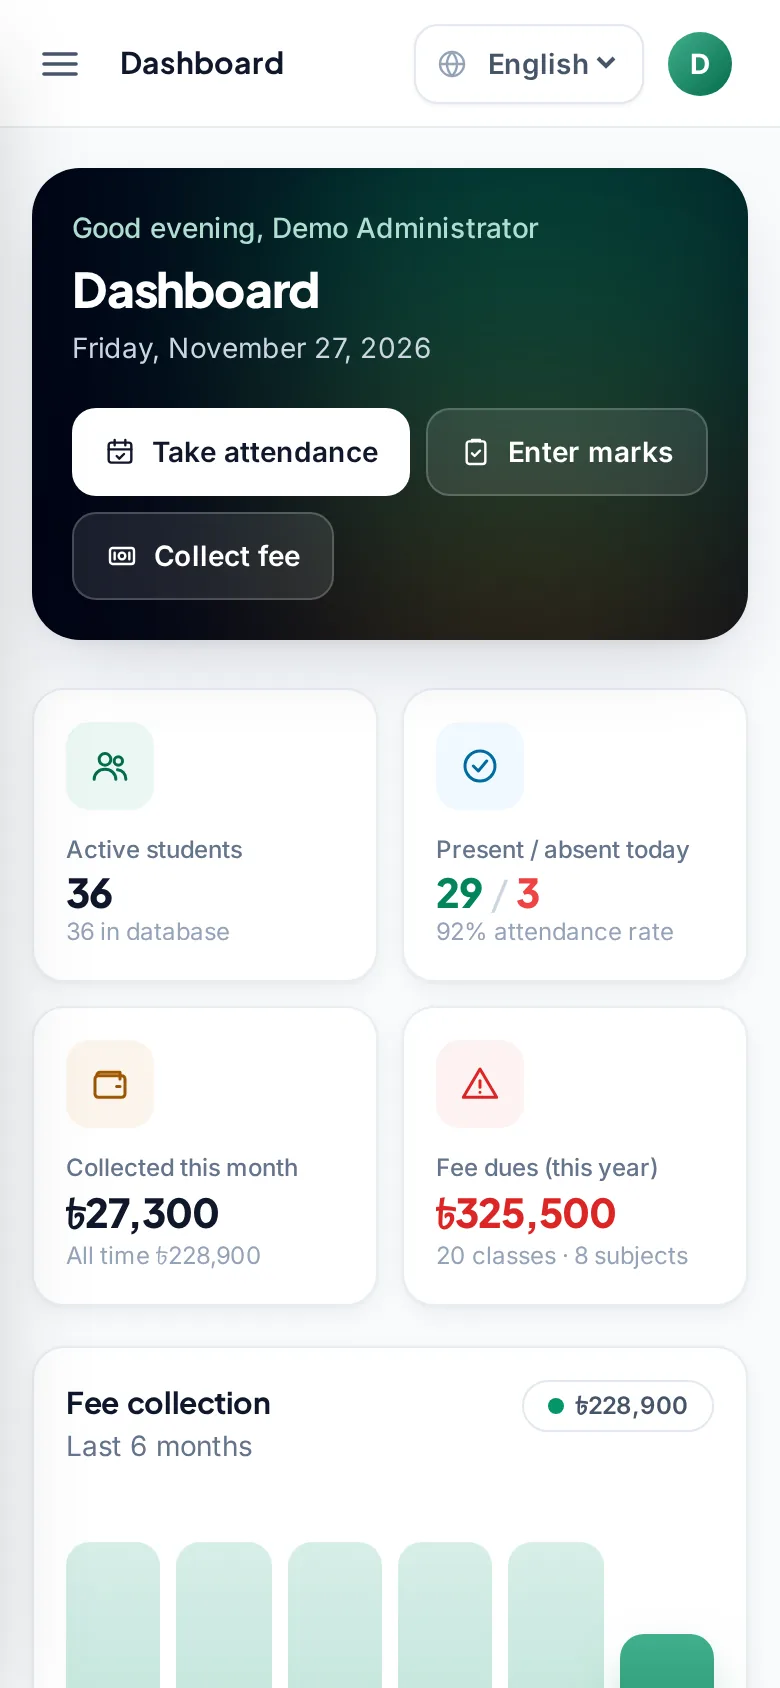 Dashboard
English
D
Good evening, Demo Administrator
Dashboard
Friday, November 27, 2026
Take attendance
Enter marks
Collect fee
Active students
36
36 in database
Present / absent today
29 / 3
92% attendance rate
Collected this month
৳27,300
All time ৳228,900
Fee dues (this year)
৳325,500
20 classes · 8 subjects
Fee collection
৳228,900
Last 6 months